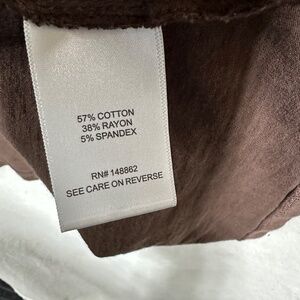 57% COTTON
38% RAYON
5% SPANDEX
RN# 148862
SEE CARE ON REVERSE